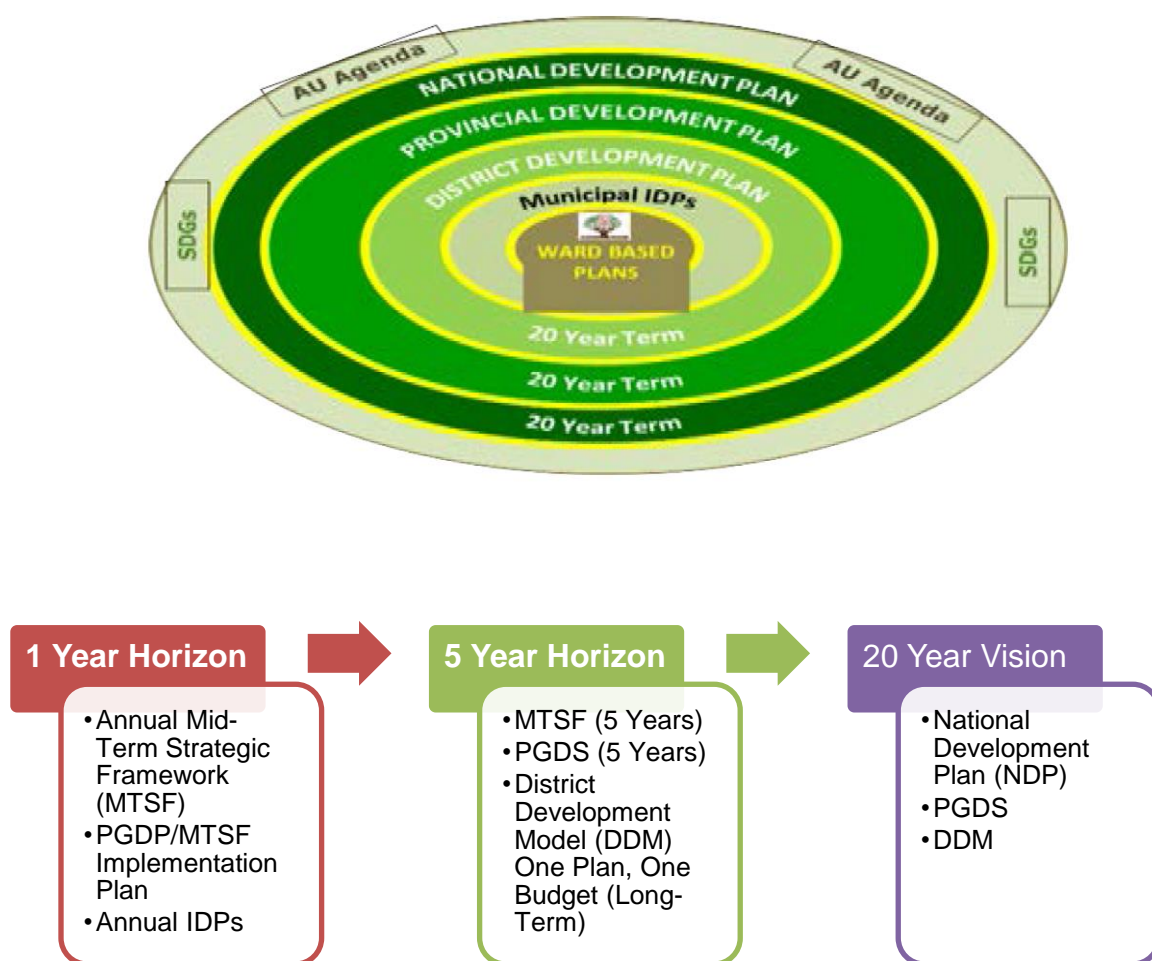 AU Agenda
AU Agenda
NATIONAL DEVELOPMENT PLAN
PROVINCIAL DEVELOPMENT PLAN
DISTRICT DEVELOPMENT PLAN
Municipal IDPs
SDGs
WARD BASED
PLANS
SDGs
20 Year Term
20 Year Term
20 Year Term
1 Year Horizon
•Annual Mid-
Term Strategic
Framework
(MTSF)
•PGDP/MTSF
Implementation
Plan
•Annual IDPs
5 Year Horizon
•MTSF (5 Years)
•PGDS (5 Years)
•District
Development
Model (DDM)
One Plan, One
Budget (Long-
Term)
20 Year Vision
•National
Development
Plan (NDP)
•PGDS
•DDM